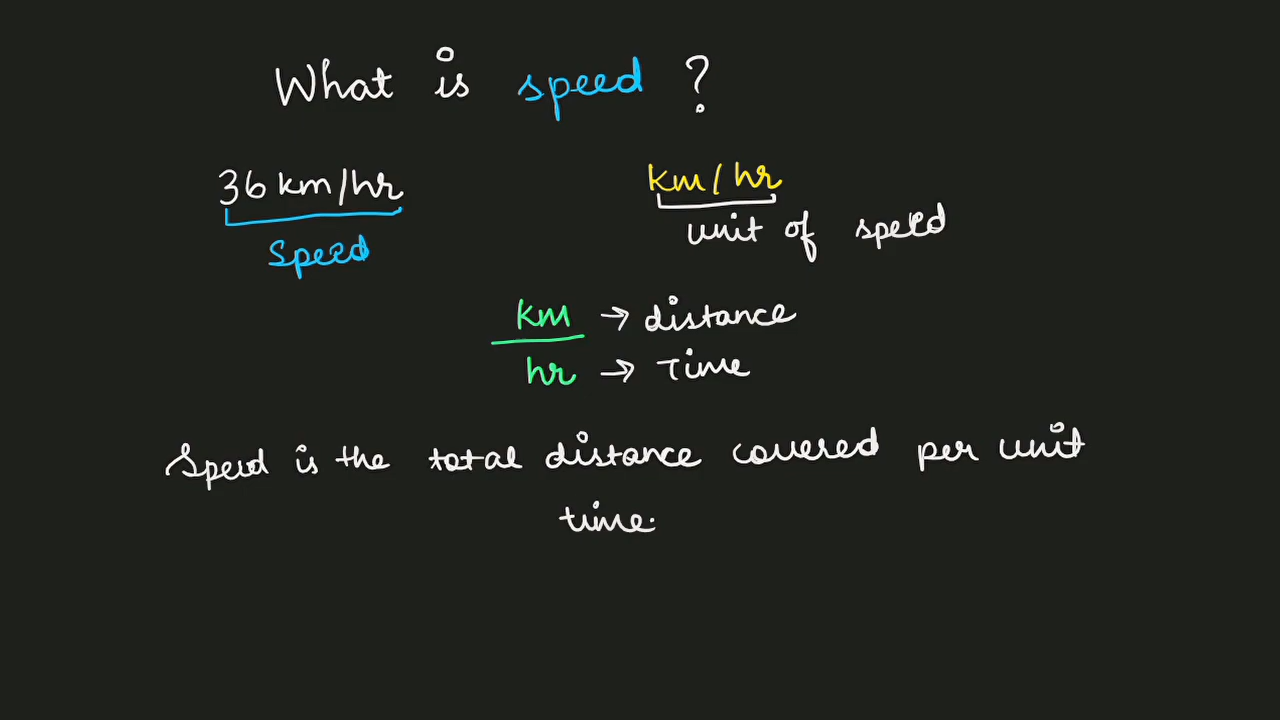 What is speed ?
36 km/hr
Speed
km/hr
unit of speed
km → distance
hr → Time
Speed is the total distance covered per unit
time.